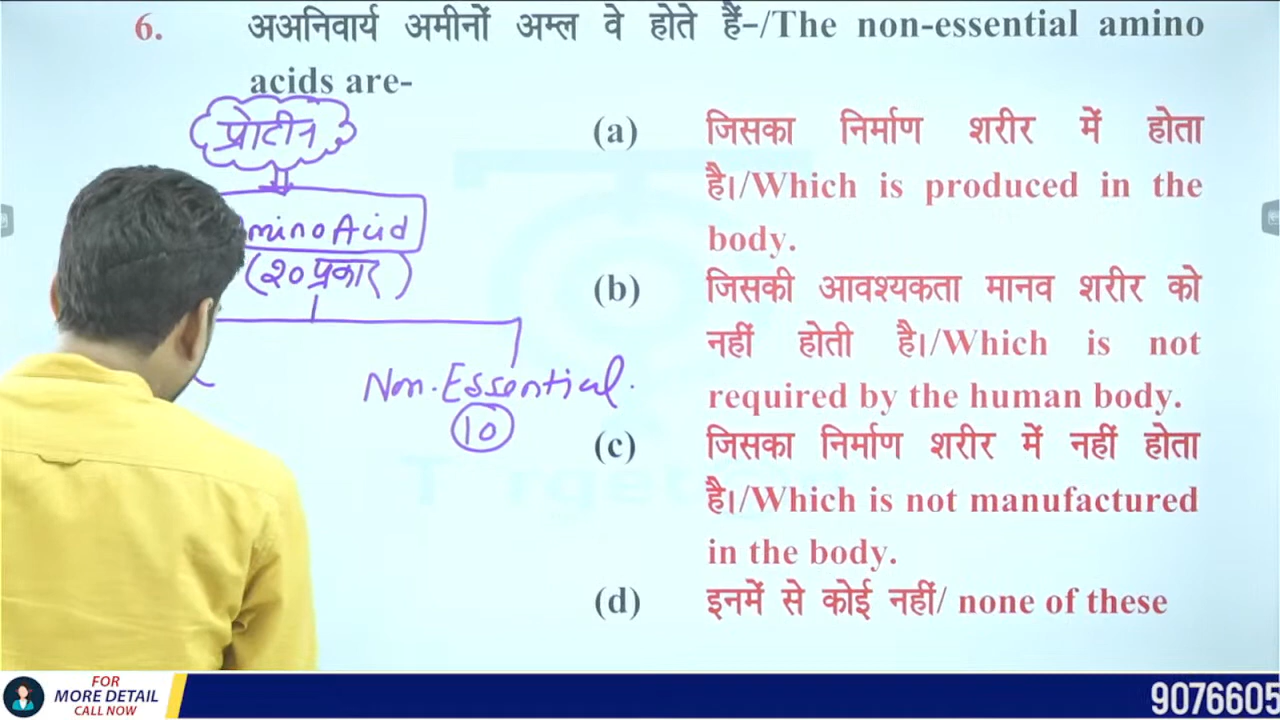 6. अअनिवार्य अमीनों अम्ल वे होते हैं-/The non-essential amino
acids are-
प्रोटीन
mino Acid
(२० प्रकार)
Non-Essential.
10
(a) जिसका निर्माण शरीर में होता
है।/Which is produced in the
body.
(b) जिसकी आवश्यकता मानव शरीर को
नहीं होती है।/Which is not
required by the human body.
(c) जिसका निर्माण शरीर में नहीं होता
है।/Which is not manufactured
in the body.
(d) इनमें से कोई नहीं/ none of these
FOR
MORE DETAIL
CALL NOW
9076605